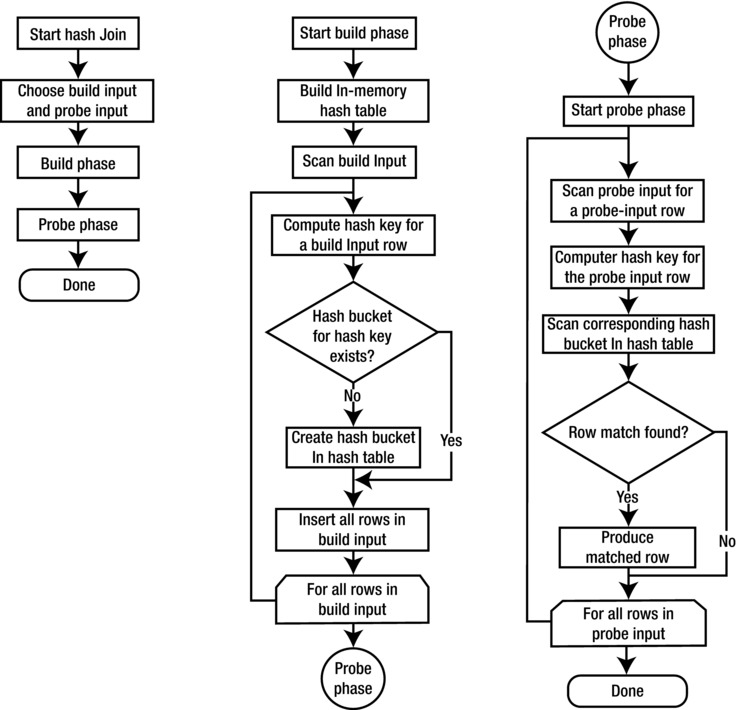 Start hash Join
Choose build input
and probe input
Build phase
Probe phase
Done
Start build phase
Build In-memory
hash table
Scan build Input
Compute hash key for
a build Input row
Hash bucket
for hash key
exists?
No
Yes
Create hash bucket
In hash table
Insert all rows in
build input
For all rows in
build input
Probe
phase
Probe
phase
Start probe phase
Scan probe input for
a probe-input row
Computer hash key for
the probe input row
Scan corresponding hash
bucket In hash table
Row match found?
Yes
No
Produce
matched row
For all rows in
probe input
Done